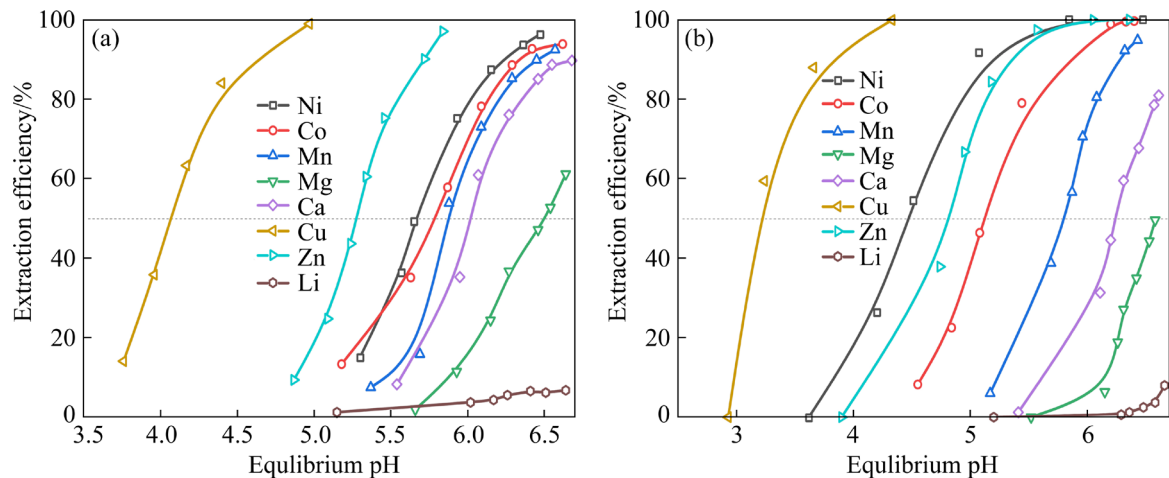 (a)
Extraction efficiency/%
100
80
60
40
20
0
Ni
Co
Mn
Mg
Ca
Cu
Zn
Li
3.5 4.0 4.5 5.0 5.5 6.0 6.5
Equlibrium pH
(b)
Extraction efficiency/%
100
80
60
40
20
0
Ni
Co
Mn
Mg
Ca
Cu
Zn
Li
3 4 5 6
Equlibrium pH